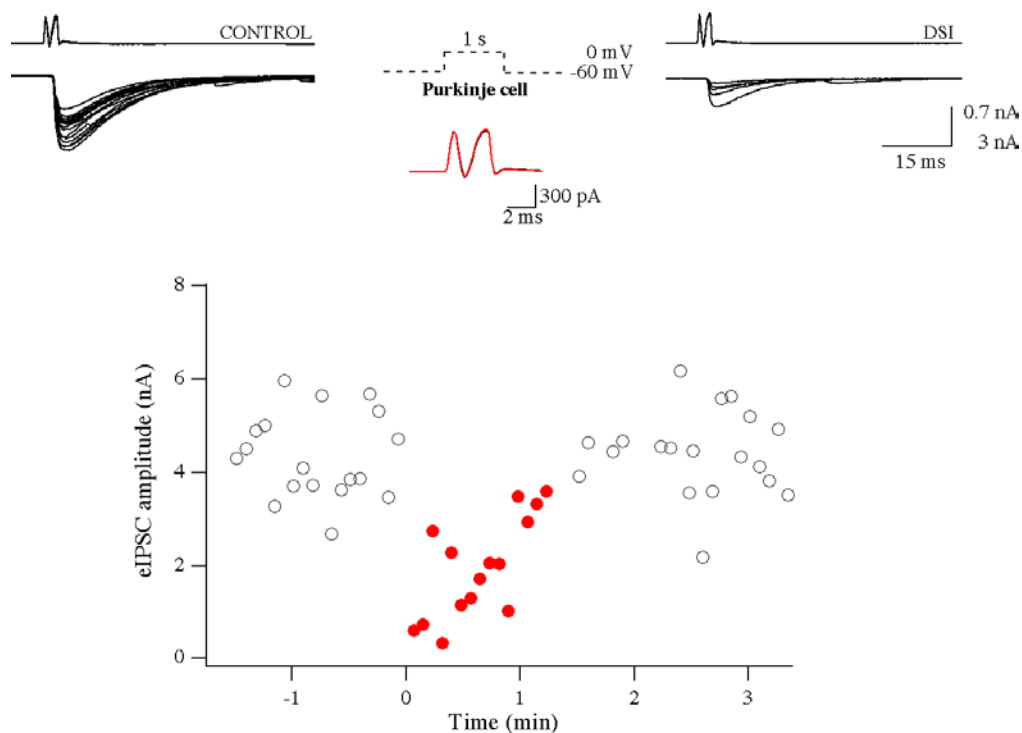 CONTROL
1 s
0 mV
-60 mV
Purkinje cell
300 pA
2 ms
DSI
0.7 nA
3 nA
15 ms
eIPSC amplitude (nA)
8
6
4
2
0
-1 0 1 2 3
Time (min)